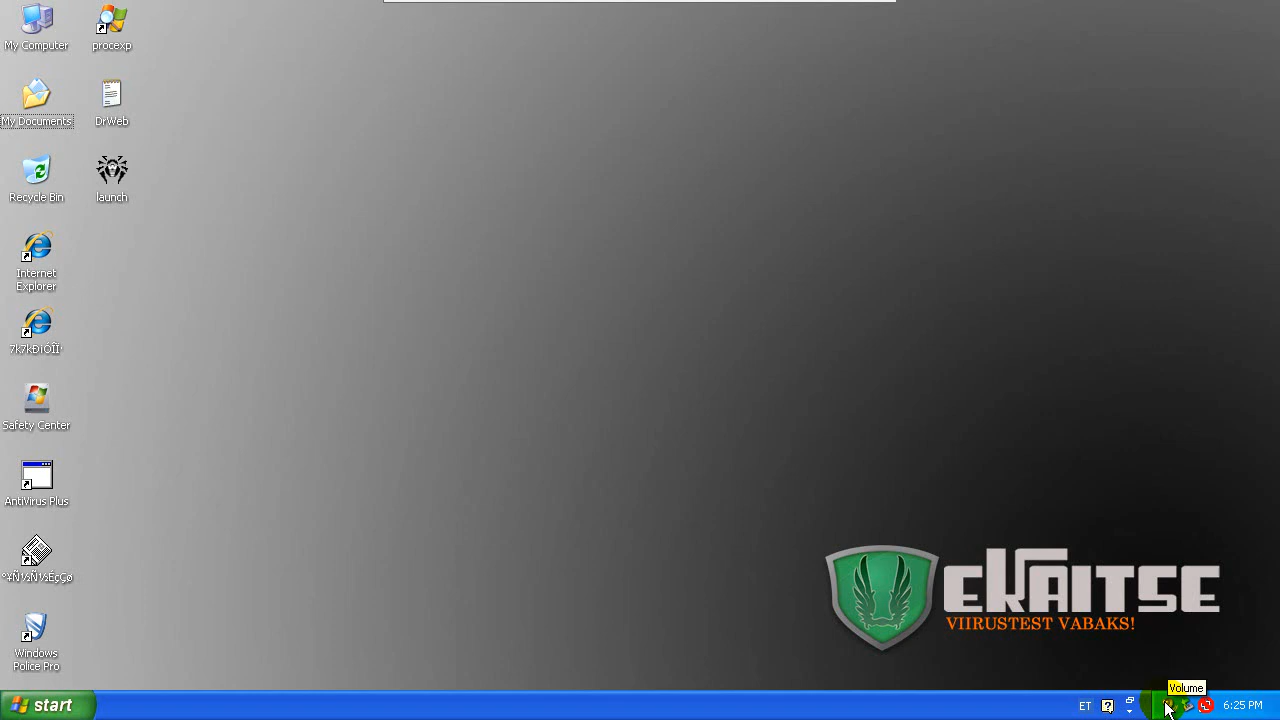 My Computer
procexp
My Documents
DrWeb
Recycle Bin
launch
Internet
Explorer
Safety Center
AntiVirus Plus
Windows
Police Pro
EKAITSE
VIIRUSTEST VABAKS!
Volume
start
ET
6:25 PM